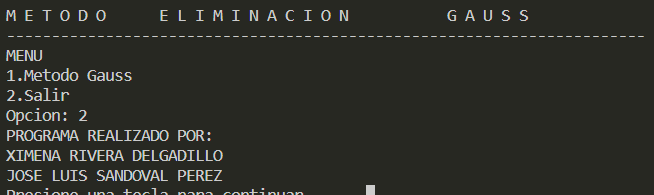 M E T O D O E L I M I N A C I O N G A U S S
----------------------------------------------------------------------
MENU
1.Metodo Gauss
2.Salir
Opcion: 2
PROGRAMA REALIZADO POR:
XIMENA RIVERA DELGADILLO
JOSE LUIS SANDOVAL PEREZ
Presione una tecla para continuar